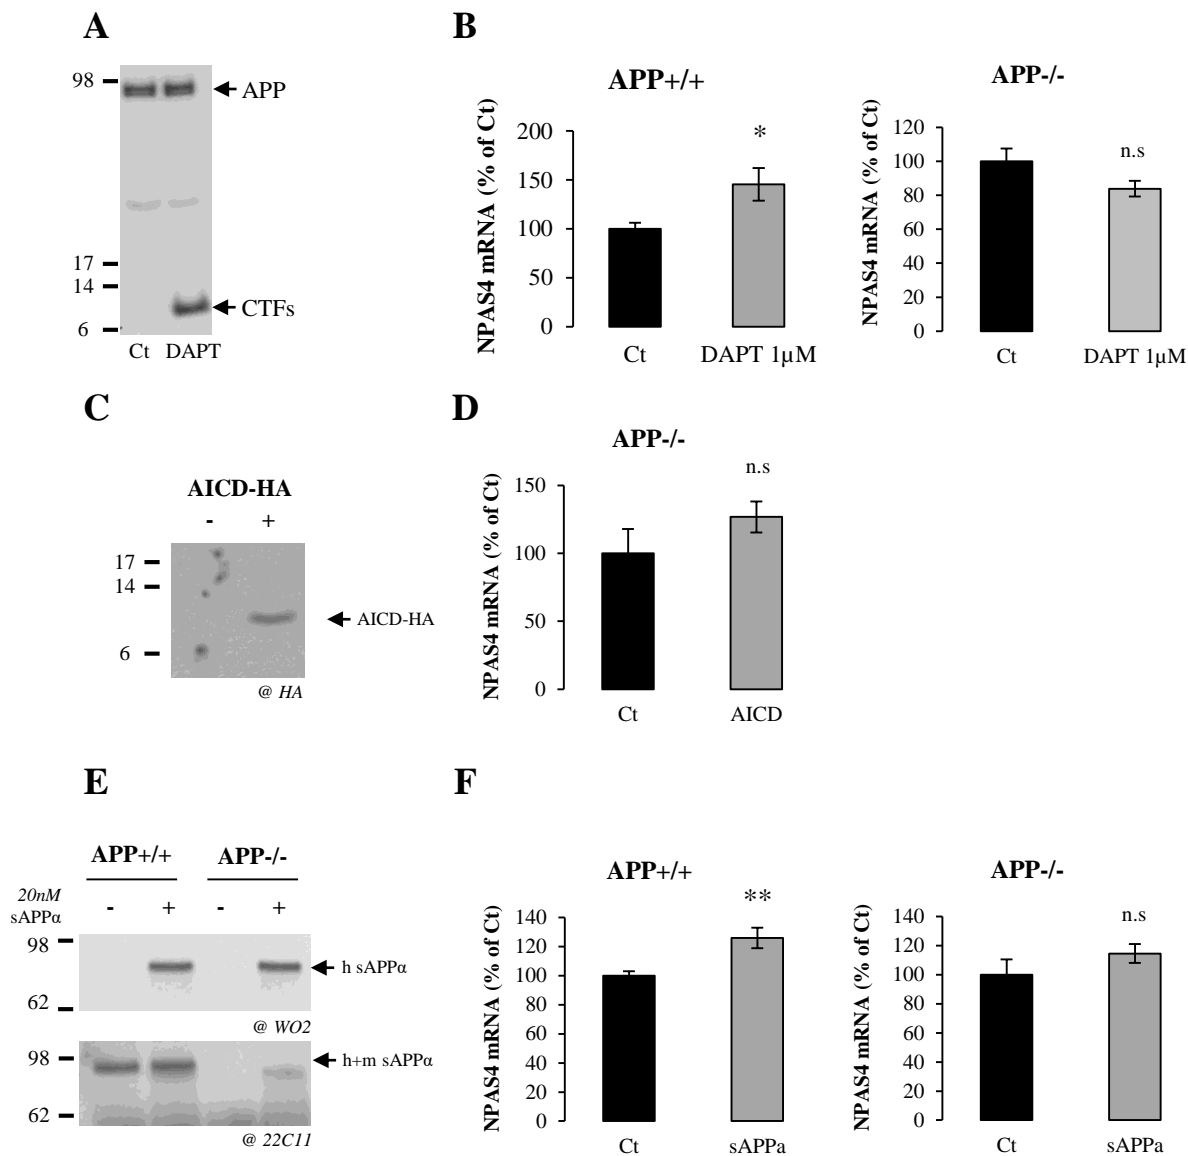 A
98
APP
17
14
CTFs
6
Ct DAPT
B
APP+/+
NPAS4 mRNA (% of Ct)
200
150
100
50
0
*
Ct
DAPT 1µM
APP-/-
NPAS4 mRNA (% of Ct)
120
100
80
60
40
20
0
n.s
Ct
DAPT 1µM
C
AICD-HA
- +
17
14
AICD-HA
6
@ HA
D
APP-/-
NPAS4 mRNA (% of Ct)
150
100
50
0
n.s
Ct
AICD
E
APP+/+ APP-/-
20nM
sAPPα
- + - +
98
h sAPPα
62
@ WO2
98
h+m sAPPα
62
@ 22C11
F
APP+/+
NPAS4 mRNA (% of Ct)
140
120
100
80
60
40
20
0
**
Ct
sAPPa
APP-/-
NPAS4 mRNA (% of Ct)
140
120
100
80
60
40
20
0
n.s
Ct
sAPPa